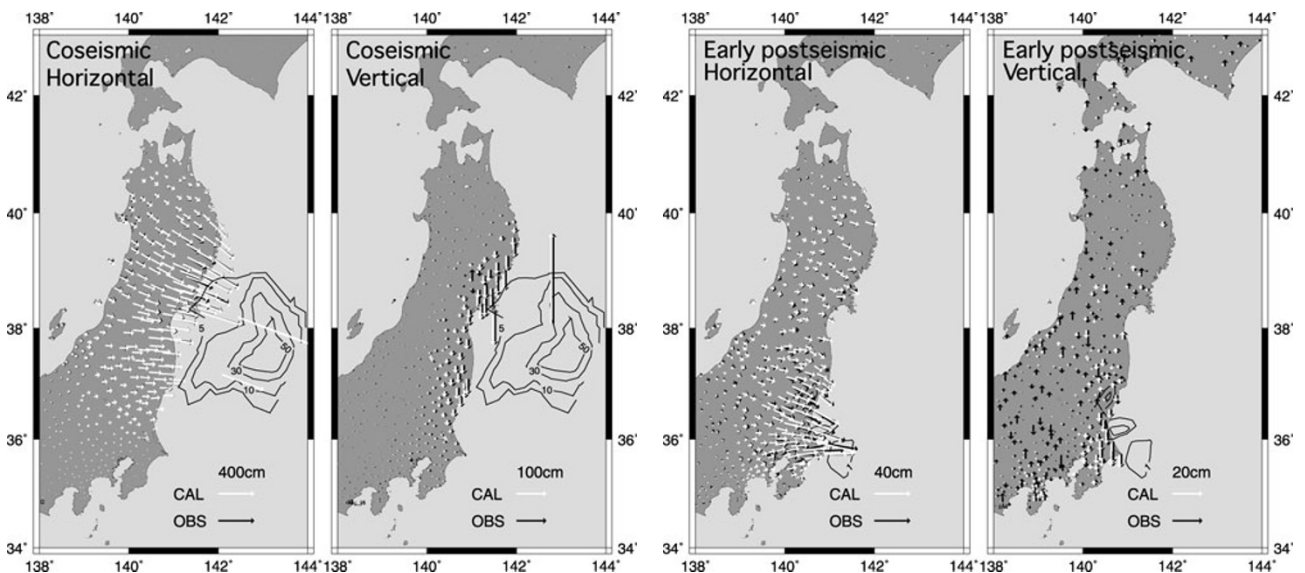 138° 140° 142° 144° 138° 140° 142° 144° 138° 140° 142° 144° 138° 140° 142° 144°
Coseismic
Horizontal
Coseismic
Vertical
Early postseismic
Horizontal
Early postseismic
Vertical
42° 42° 42° 42°
40° 40° 40° 40°
38° 38° 38° 38°
36° 36° 36° 36°
34° 34° 34° 34°
5
50
30
10
5
50
30
10
400cm
CAL
OBS
100cm
CAL
OBS
40cm
CAL
OBS
20cm
CAL
OBS
138° 140° 142° 144° 138° 140° 142° 144° 138° 140° 142° 144° 138° 140° 142° 144°